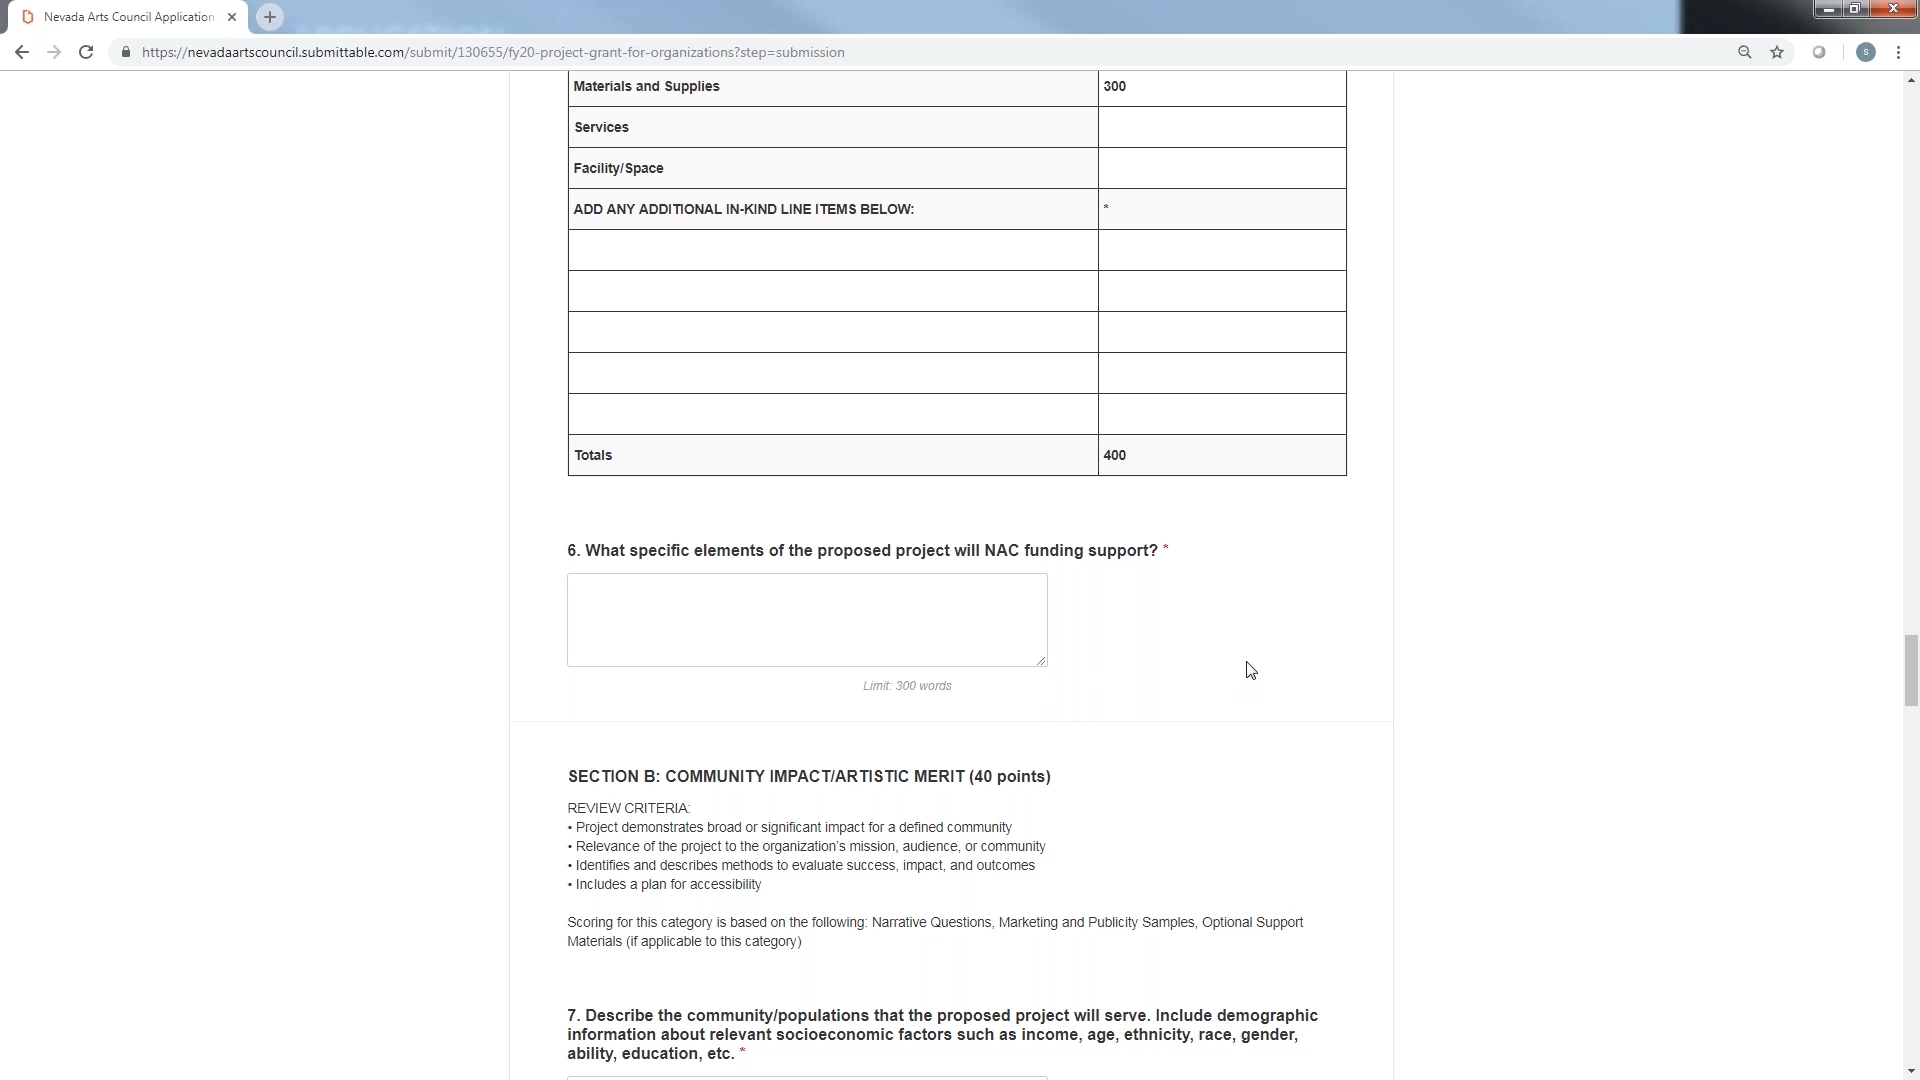 Nevada Arts Council Application
https://nevadaartscouncil.submittable.com/submit/130655/fy20-project-grant-for-organizations?step=submission
S
Materials and Supplies 300
Services
Facility/Space
ADD ANY ADDITIONAL IN-KIND LINE ITEMS BELOW: *
Totals 400
6. What specific elements of the proposed project will NAC funding support? *
Limit: 300 words
SECTION B: COMMUNITY IMPACT/ARTISTIC MERIT (40 points)
REVIEW CRITERIA:
• Project demonstrates broad or significant impact for a defined community
• Relevance of the project to the organization's mission, audience, or community
• Identifies and describes methods to evaluate success, impact, and outcomes
• Includes a plan for accessibility
Scoring for this category is based on the following: Narrative Questions, Marketing and Publicity Samples, Optional Support
Materials (if applicable to this category)
7. Describe the community/populations that the proposed project will serve. Include demographic
information about relevant socioeconomic factors such as income, age, ethnicity, race, gender,
ability, education, etc. *